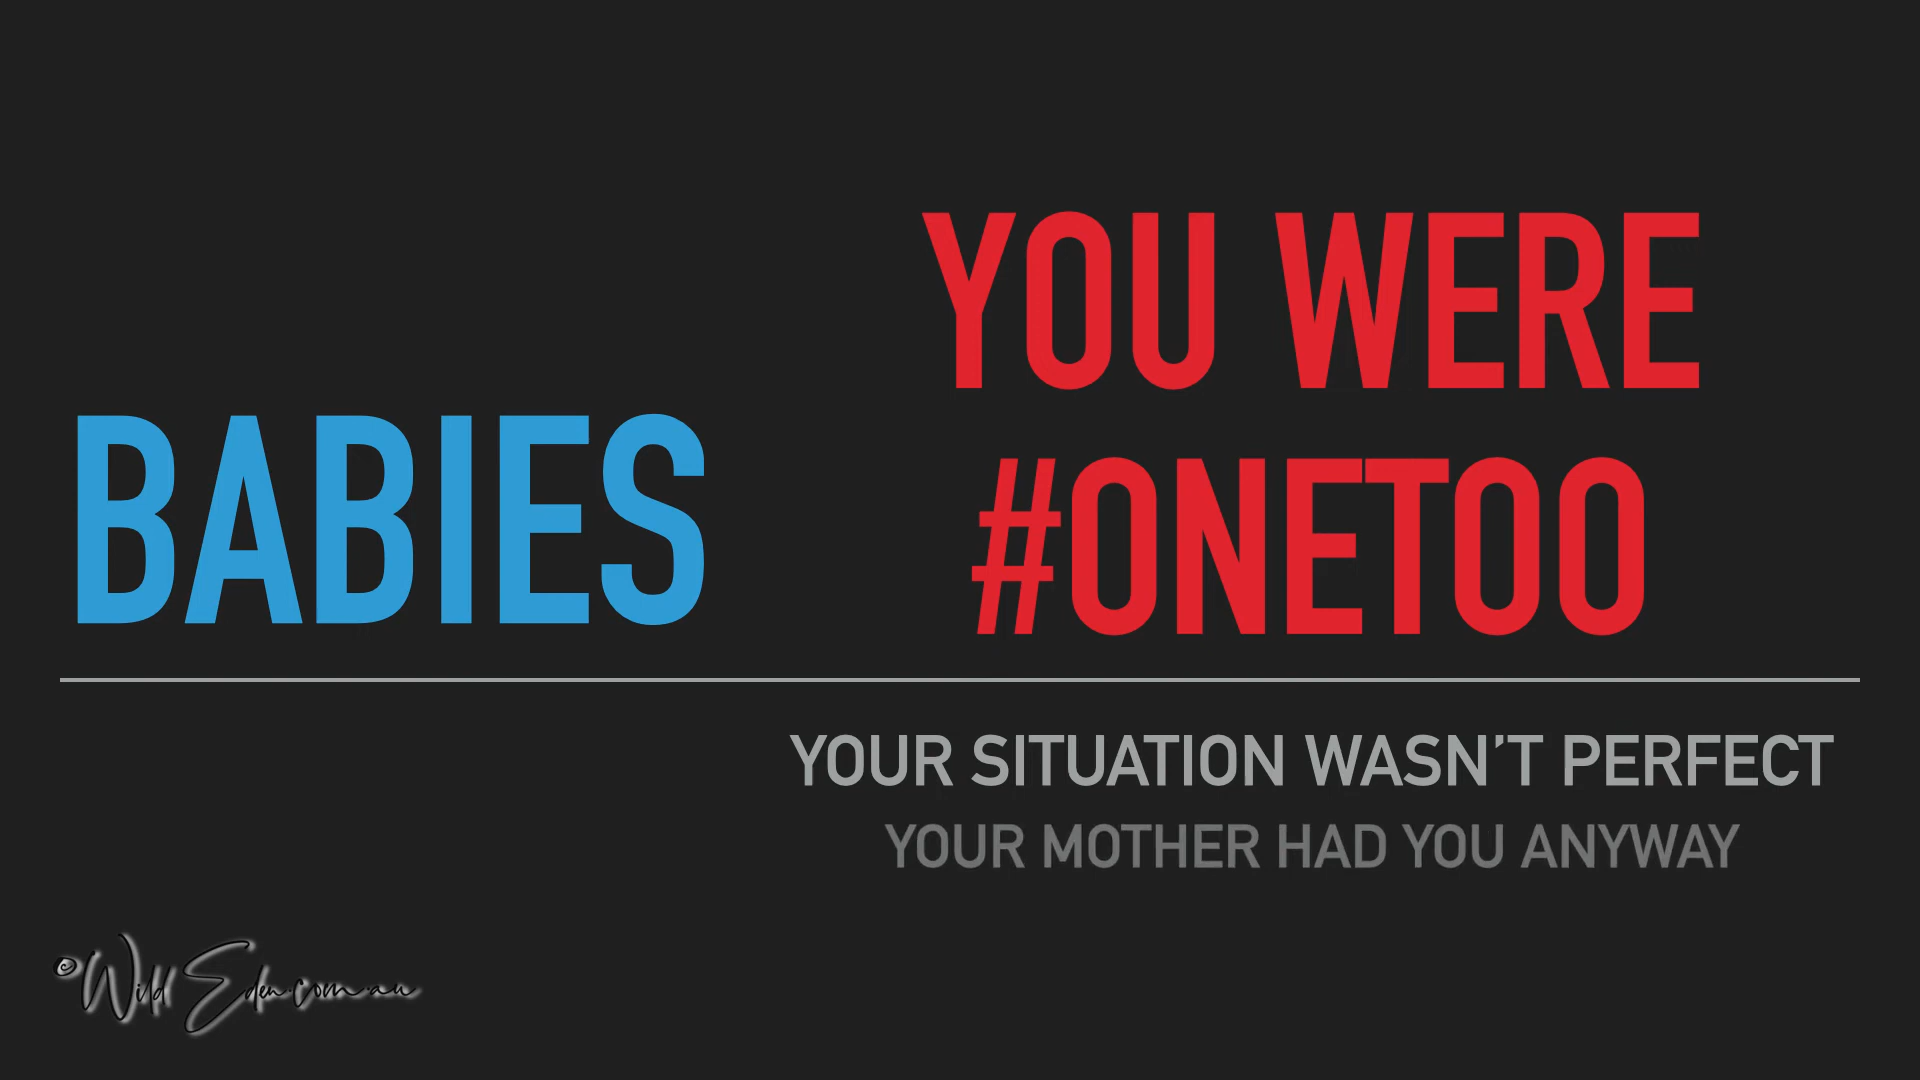 BABIES
YOU WERE
#ONETOO
YOUR SITUATION WASN'T PERFECT
YOUR MOTHER HAD YOU ANYWAY
©WildEden.com.au